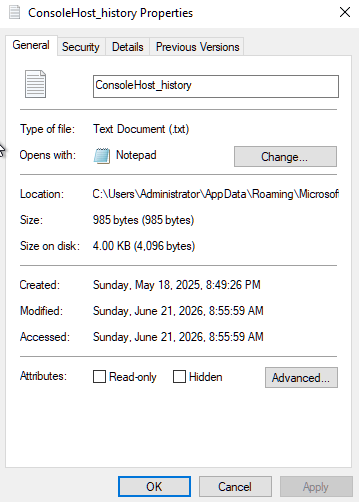 ConsoleHost_history Properties
General Security Details Previous Versions
ConsoleHost_history
Type of file: Text Document (.txt)
Opens with: Notepad Change...
Location: C:\Users\Administrator\AppData\Roaming\Microsoft
Size: 985 bytes (985 bytes)
Size on disk: 4.00 KB (4,096 bytes)
Created: Sunday, May 18, 2025, 8:49:26 PM
Modified: Sunday, June 21, 2026, 8:55:59 AM
Accessed: Sunday, June 21, 2026, 8:55:59 AM
Attributes: Read-only Hidden Advanced...
OK Cancel Apply